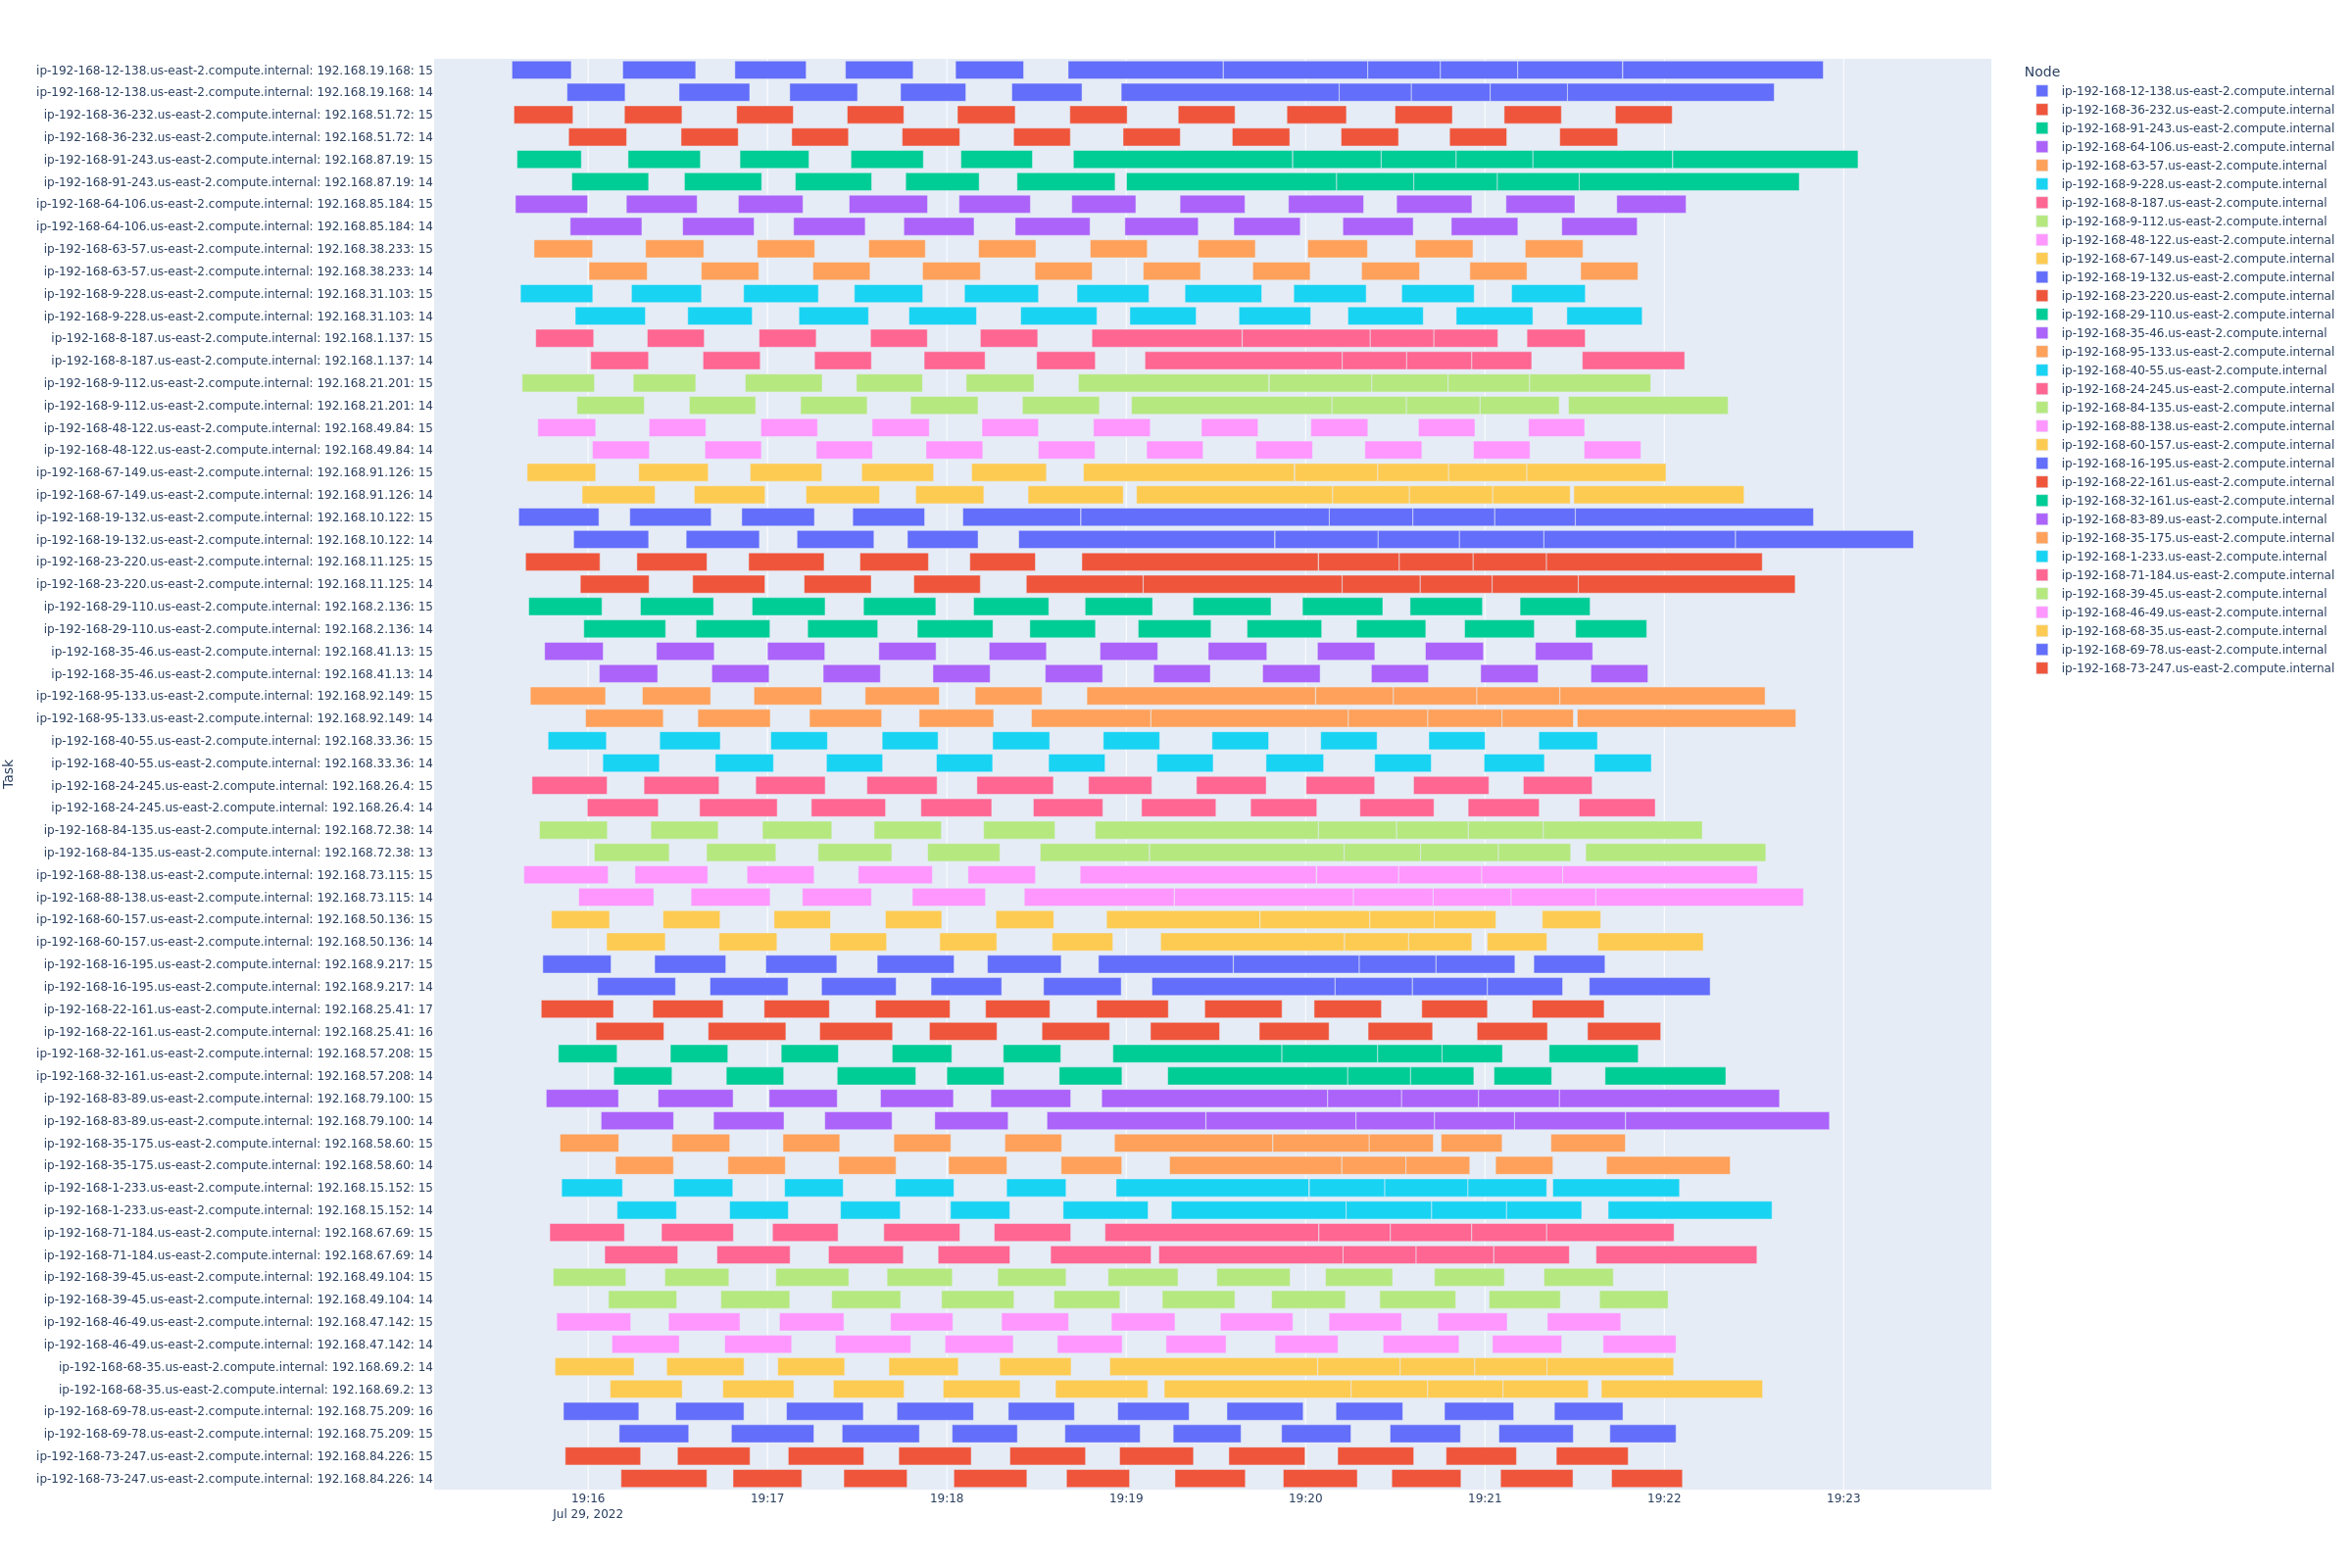 ip-192-168-12-138.us-east-2.compute.internal: 192.168.19.168: 15
ip-192-168-12-138.us-east-2.compute.internal: 192.168.19.168: 14
ip-192-168-36-232.us-east-2.compute.internal: 192.168.51.72: 15
ip-192-168-36-232.us-east-2.compute.internal: 192.168.51.72: 14
ip-192-168-91-243.us-east-2.compute.internal: 192.168.87.19: 15
ip-192-168-91-243.us-east-2.compute.internal: 192.168.87.19: 14
ip-192-168-64-106.us-east-2.compute.internal: 192.168.85.184: 15
ip-192-168-64-106.us-east-2.compute.internal: 192.168.85.184: 14
ip-192-168-63-57.us-east-2.compute.internal: 192.168.38.233: 15
ip-192-168-63-57.us-east-2.compute.internal: 192.168.38.233: 14
ip-192-168-9-228.us-east-2.compute.internal: 192.168.31.103: 15
ip-192-168-9-228.us-east-2.compute.internal: 192.168.31.103: 14
ip-192-168-8-187.us-east-2.compute.internal: 192.168.1.137: 15
ip-192-168-8-187.us-east-2.compute.internal: 192.168.1.137: 14
ip-192-168-9-112.us-east-2.compute.internal: 192.168.21.201: 15
ip-192-168-9-112.us-east-2.compute.internal: 192.168.21.201: 14
ip-192-168-48-122.us-east-2.compute.internal: 192.168.49.84: 15
ip-192-168-48-122.us-east-2.compute.internal: 192.168.49.84: 14
ip-192-168-67-149.us-east-2.compute.internal: 192.168.91.126: 15
ip-192-168-67-149.us-east-2.compute.internal: 192.168.91.126: 14
ip-192-168-19-132.us-east-2.compute.internal: 192.168.10.122: 15
ip-192-168-19-132.us-east-2.compute.internal: 192.168.10.122: 14
ip-192-168-23-220.us-east-2.compute.internal: 192.168.11.125: 15
ip-192-168-23-220.us-east-2.compute.internal: 192.168.11.125: 14
ip-192-168-29-110.us-east-2.compute.internal: 192.168.2.136: 15
ip-192-168-29-110.us-east-2.compute.internal: 192.168.2.136: 14
ip-192-168-35-46.us-east-2.compute.internal: 192.168.41.13: 15
ip-192-168-35-46.us-east-2.compute.internal: 192.168.41.13: 14
ip-192-168-95-133.us-east-2.compute.internal: 192.168.92.149: 15
ip-192-168-95-133.us-east-2.compute.internal: 192.168.92.149: 14
ip-192-168-40-55.us-east-2.compute.internal: 192.168.33.36: 15
ip-192-168-40-55.us-east-2.compute.internal: 192.168.33.36: 14
ip-192-168-24-245.us-east-2.compute.internal: 192.168.26.4: 15
ip-192-168-24-245.us-east-2.compute.internal: 192.168.26.4: 14
ip-192-168-84-135.us-east-2.compute.internal: 192.168.72.38: 14
ip-192-168-84-135.us-east-2.compute.internal: 192.168.72.38: 13
ip-192-168-88-138.us-east-2.compute.internal: 192.168.73.115: 15
ip-192-168-88-138.us-east-2.compute.internal: 192.168.73.115: 14
ip-192-168-60-157.us-east-2.compute.internal: 192.168.50.136: 15
ip-192-168-60-157.us-east-2.compute.internal: 192.168.50.136: 14
ip-192-168-16-195.us-east-2.compute.internal: 192.168.9.217: 15
ip-192-168-16-195.us-east-2.compute.internal: 192.168.9.217: 14
ip-192-168-22-161.us-east-2.compute.internal: 192.168.25.41: 17
ip-192-168-22-161.us-east-2.compute.internal: 192.168.25.41: 16
ip-192-168-32-161.us-east-2.compute.internal: 192.168.57.208: 15
ip-192-168-32-161.us-east-2.compute.internal: 192.168.57.208: 14
ip-192-168-83-89.us-east-2.compute.internal: 192.168.79.100: 15
ip-192-168-83-89.us-east-2.compute.internal: 192.168.79.100: 14
ip-192-168-35-175.us-east-2.compute.internal: 192.168.58.60: 15
ip-192-168-35-175.us-east-2.compute.internal: 192.168.58.60: 14
ip-192-168-1-233.us-east-2.compute.internal: 192.168.15.152: 15
ip-192-168-1-233.us-east-2.compute.internal: 192.168.15.152: 14
ip-192-168-71-184.us-east-2.compute.internal: 192.168.67.69: 15
ip-192-168-71-184.us-east-2.compute.internal: 192.168.67.69: 14
ip-192-168-39-45.us-east-2.compute.internal: 192.168.49.104: 15
ip-192-168-39-45.us-east-2.compute.internal: 192.168.49.104: 14
ip-192-168-46-49.us-east-2.compute.internal: 192.168.47.142: 15
ip-192-168-46-49.us-east-2.compute.internal: 192.168.47.142: 14
ip-192-168-68-35.us-east-2.compute.internal: 192.168.69.2: 14
ip-192-168-68-35.us-east-2.compute.internal: 192.168.69.2: 13
ip-192-168-69-78.us-east-2.compute.internal: 192.168.75.209: 16
ip-192-168-69-78.us-east-2.compute.internal: 192.168.75.209: 15
ip-192-168-73-247.us-east-2.compute.internal: 192.168.84.226: 15
ip-192-168-73-247.us-east-2.compute.internal: 192.168.84.226: 14
Task
19:16 19:17 19:18 19:19 19:20 19:21 19:22 19:23
Jul 29, 2022
Node
ip-192-168-12-138.us-east-2.compute.internal
ip-192-168-36-232.us-east-2.compute.internal
ip-192-168-91-243.us-east-2.compute.internal
ip-192-168-64-106.us-east-2.compute.internal
ip-192-168-63-57.us-east-2.compute.internal
ip-192-168-9-228.us-east-2.compute.internal
ip-192-168-8-187.us-east-2.compute.internal
ip-192-168-9-112.us-east-2.compute.internal
ip-192-168-48-122.us-east-2.compute.internal
ip-192-168-67-149.us-east-2.compute.internal
ip-192-168-19-132.us-east-2.compute.internal
ip-192-168-23-220.us-east-2.compute.internal
ip-192-168-29-110.us-east-2.compute.internal
ip-192-168-35-46.us-east-2.compute.internal
ip-192-168-95-133.us-east-2.compute.internal
ip-192-168-40-55.us-east-2.compute.internal
ip-192-168-24-245.us-east-2.compute.internal
ip-192-168-84-135.us-east-2.compute.internal
ip-192-168-88-138.us-east-2.compute.internal
ip-192-168-60-157.us-east-2.compute.internal
ip-192-168-16-195.us-east-2.compute.internal
ip-192-168-22-161.us-east-2.compute.internal
ip-192-168-32-161.us-east-2.compute.internal
ip-192-168-83-89.us-east-2.compute.internal
ip-192-168-35-175.us-east-2.compute.internal
ip-192-168-1-233.us-east-2.compute.internal
ip-192-168-71-184.us-east-2.compute.internal
ip-192-168-39-45.us-east-2.compute.internal
ip-192-168-46-49.us-east-2.compute.internal
ip-192-168-68-35.us-east-2.compute.internal
ip-192-168-69-78.us-east-2.compute.internal
ip-192-168-73-247.us-east-2.compute.internal